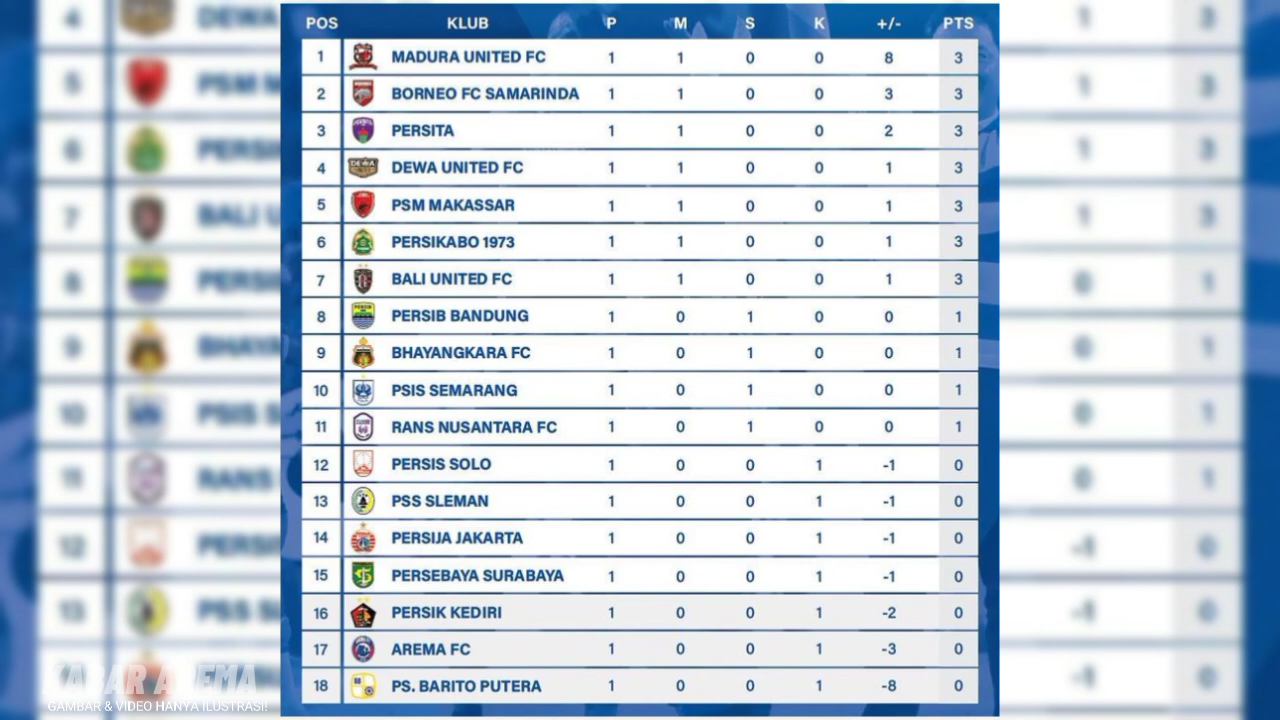 POS KLUB P M S K +/- PTS
1 MADURA UNITED FC 1 1 0 0 8 3
2 BORNEO FC SAMARINDA 1 1 0 0 3 3
3 PERSITA 1 1 0 0 2 3
4 DEWA UNITED FC 1 1 0 0 1 3
5 PSM MAKASSAR 1 1 0 0 1 3
6 PERSIKABO 1973 1 1 0 0 1 3
7 BALI UNITED FC 1 1 0 0 1 3
8 PERSIB BANDUNG 1 0 1 0 0 1
9 BHAYANGKARA FC 1 0 1 0 0 1
10 PSIS SEMARANG 1 0 1 0 0 1
11 RANS NUSANTARA FC 1 0 1 0 0 1
12 PERSIS SOLO 1 0 0 1 -1 0
13 PSS SLEMAN 1 0 0 1 -1 0
14 PERSIJA JAKARTA 1 0 0 1 -1 0
15 PERSEBAYA SURABAYA 1 0 0 1 -1 0
16 PERSIK KEDIRI 1 0 0 1 -2 0
17 AREMA FC 1 0 0 1 -3 0
18 PS. BARITO PUTERA 1 0 0 1 -8 0
KABAR AREMA
GAMBAR & VIDEO HANYA ILUSTRASI!